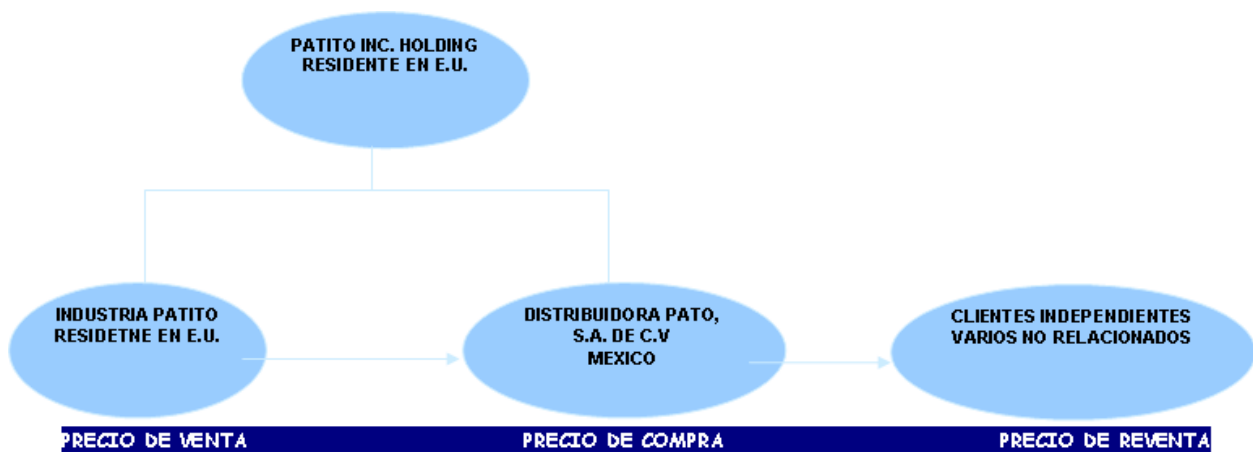 PATITO INC. HOLDING
RESIDENTE EN E.U.
INDUSTRIA PATITO
RESIDETNE EN E.U.
DISTRIBUIDORA PATO,
S.A. DE C.V
MEXICO
CLIENTES INDEPENDIENTES
VARIOS NO RELACIONADOS
PRECIO DE VENTA
PRECIO DE COMPRA
PRECIO DE REVENTA